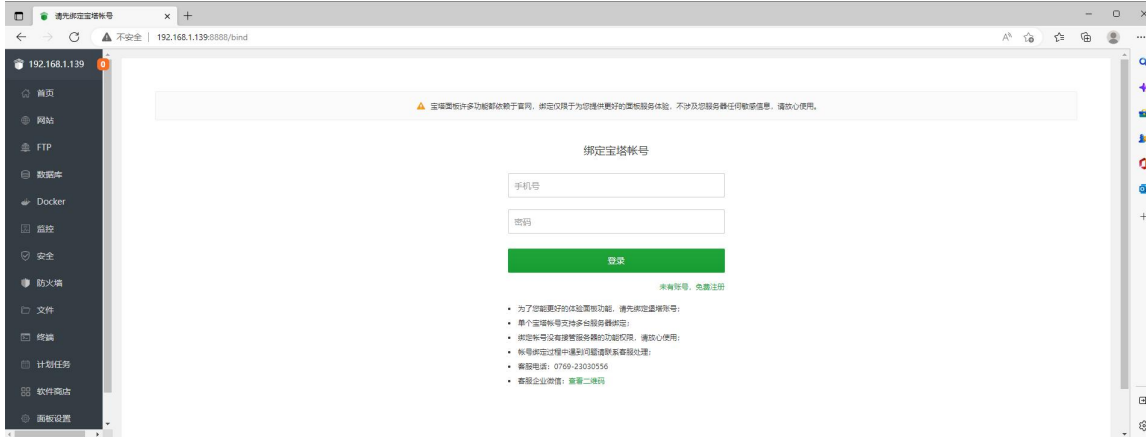 请先绑定宝塔帐号
不安全 | 192.168.1.139:8888/bind
192.168.1.139
0
首页
网站
FTP
数据库
Docker
监控
安全
防火墙
文件
终端
计划任务
软件商店
面板设置
宝塔面板许多功能都依赖于官网，绑定仅限于为您提供更好的面板服务体验，不涉及您服务器任何敏感信息，请放心使用。
绑定宝塔帐号
手机号
密码
登录
未有账号，免费注册
为了您能更好的体验面板功能，请先绑定堡塔账号；
单个宝塔帐号支持多台服务器绑定；
绑定帐号没有接管服务器的功能权限，请放心使用；
帐号绑定过程中遇到问题请联系客服处理；
客服电话：0769-23030556
客服企业微信：查看二维码